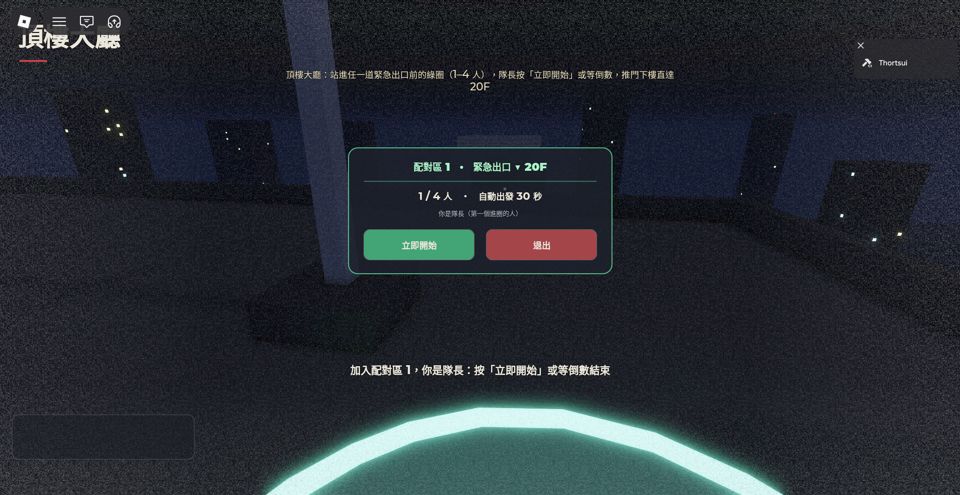 頂樓大廳
Thortsui
頂樓大廳：站進任一道緊急出口前的綠圈（1–4 人），隊長按「立即開始」或等倒數，推門下樓直達
20F
配對區 1 • 緊急出口 ▼ 20F
1 / 4 人 • 自動出發 30 秒
你是隊長（第一個進圈的人）
立即開始
退出
加入配對區 1，你是隊長：按「立即開始」或等倒數結束